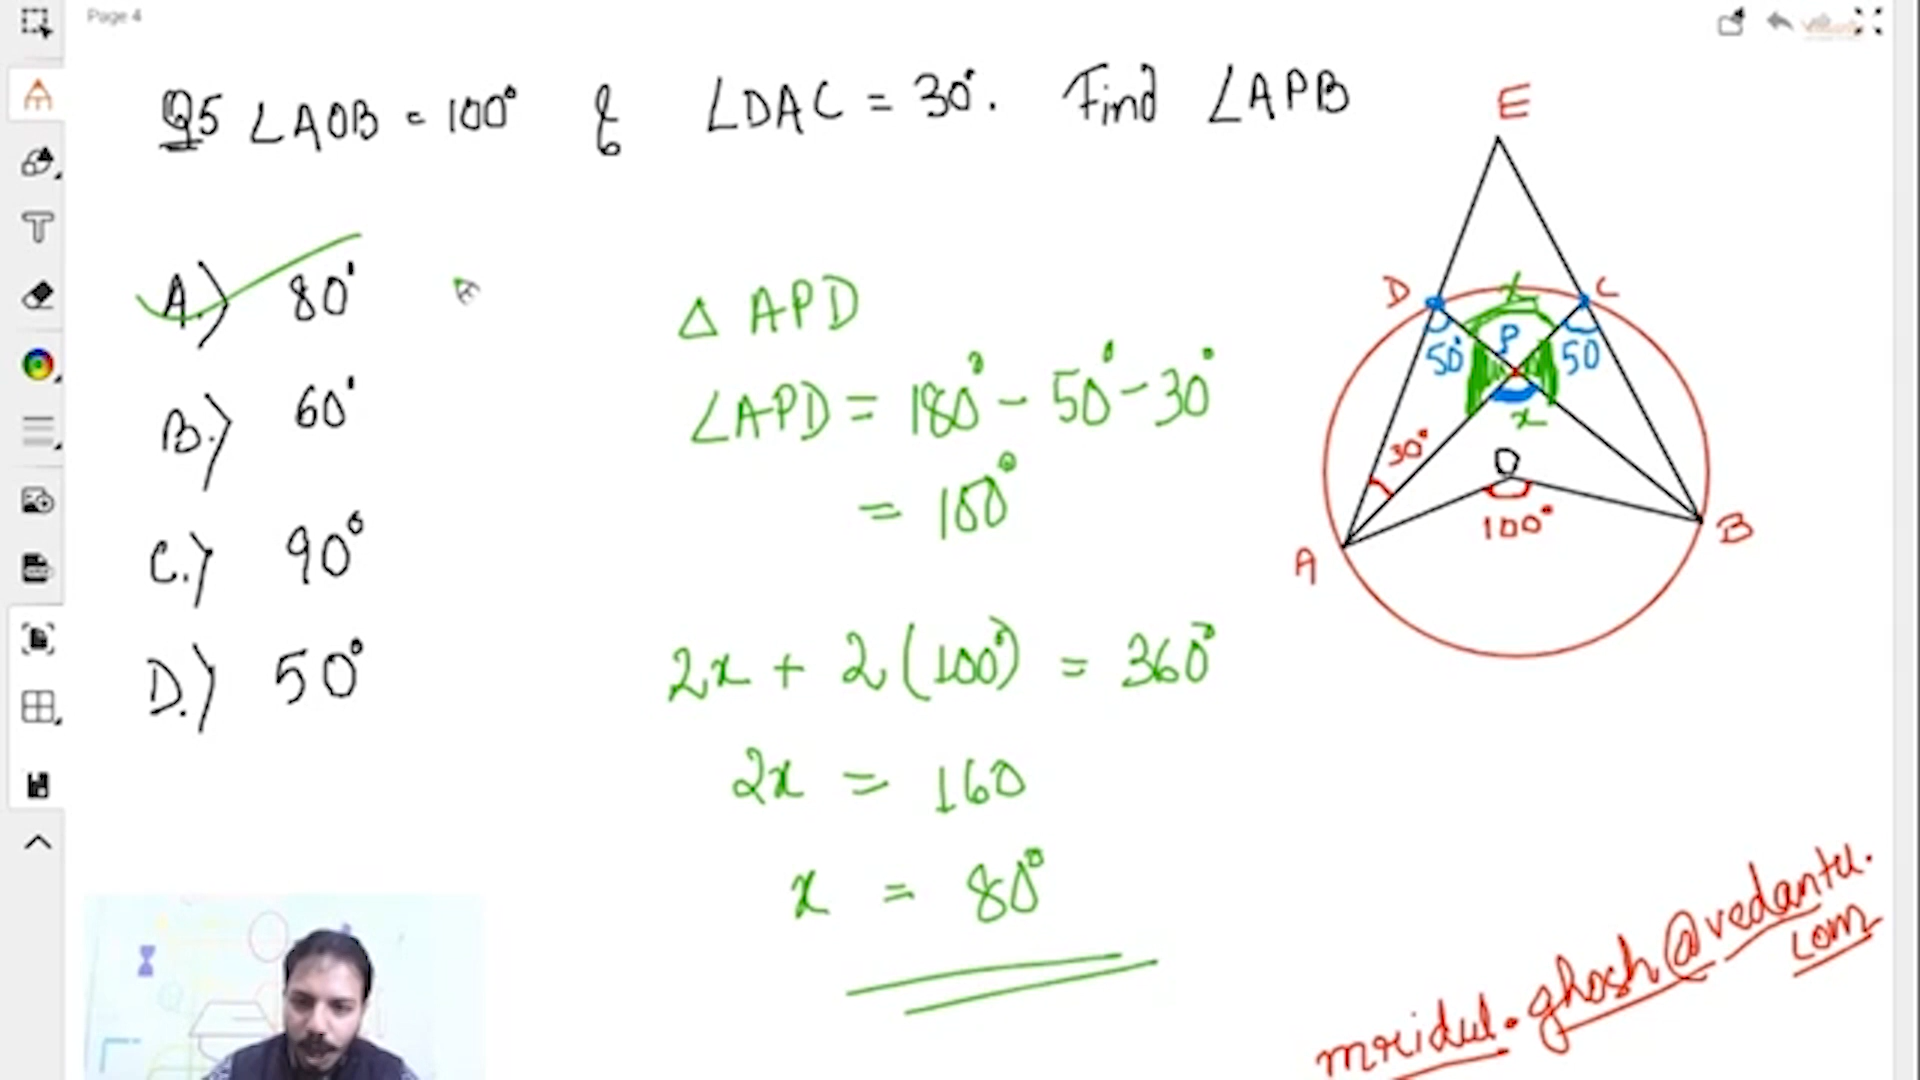 Page 4
Q5 ∠AOB = 100° & ∠DAC = 30°. Find ∠APB
A.) 80°
B.) 60°
C.) 90°
D.) 50°
△ APD
∠APD = 180° - 50° - 30°
= 100°
2x + 2(100°) = 360°
2x = 160
x = 80°
E
D
x
C
50°
P
50
x
30°
O
100°
A
B
mridul.ghosh@vedantu.
com